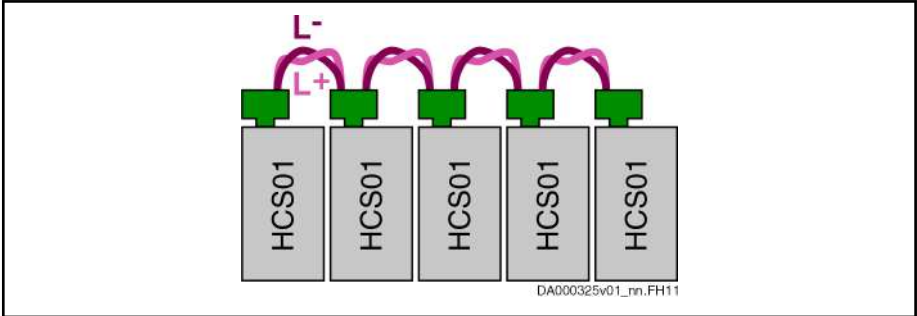 L-
L+
HCS01
HCS01
HCS01
HCS01
HCS01
DA000325v01_nn.FH11